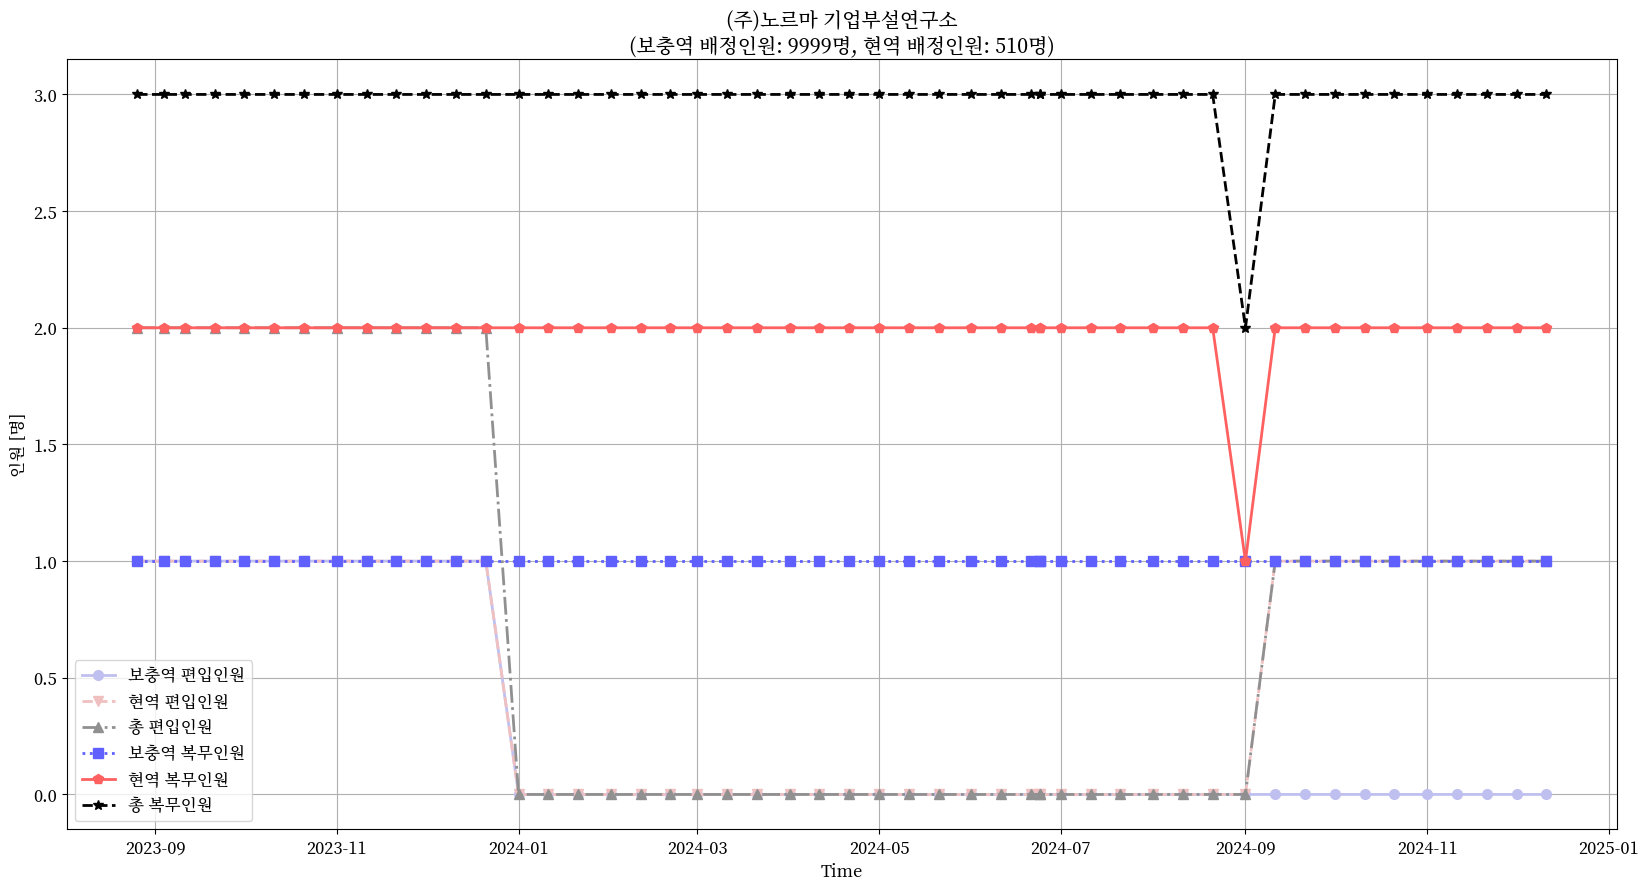 (주)노르마 기업부설연구소
(보충역 배정인원: 9999명, 현역 배정인원: 510명)
인원 [명]
3.0
2.5
2.0
1.5
1.0
0.5
0.0
보충역 편입인원
현역 편입인원
총 편입인원
보충역 복무인원
현역 복무인원
총 복무인원
2023-09 2023-11 2024-01 2024-03 2024-05 2024-07 2024-09 2024-11 2025-01
Time